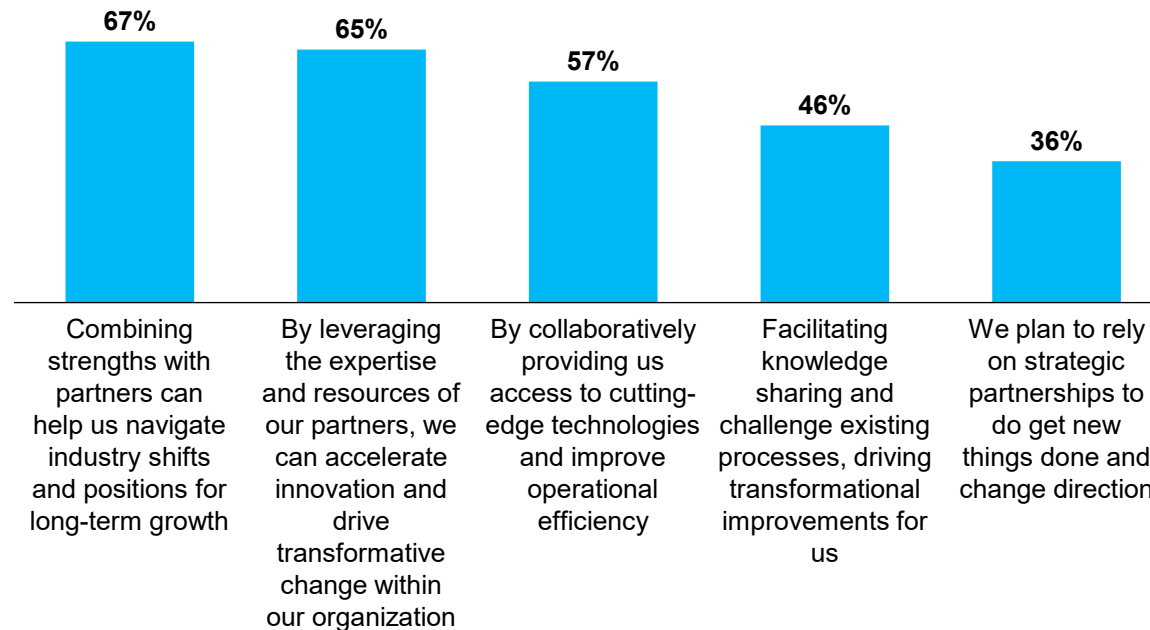 67%
65%
57%
46%
36%
Combining
strengths with
partners can
help us navigate
industry shifts
and positions for
long-term growth
By leveraging
the expertise
and resources of
our partners, we
can accelerate
innovation and
drive
transformative
change within
our organization
By collaboratively
providing us
access to cutting-
edge technologies
and improve
operational
efficiency
Facilitating
knowledge
sharing and
challenge existing
processes, driving
transformational
improvements for
us
We plan to rely
on strategic
partnerships to
do get new
things done and
change direction